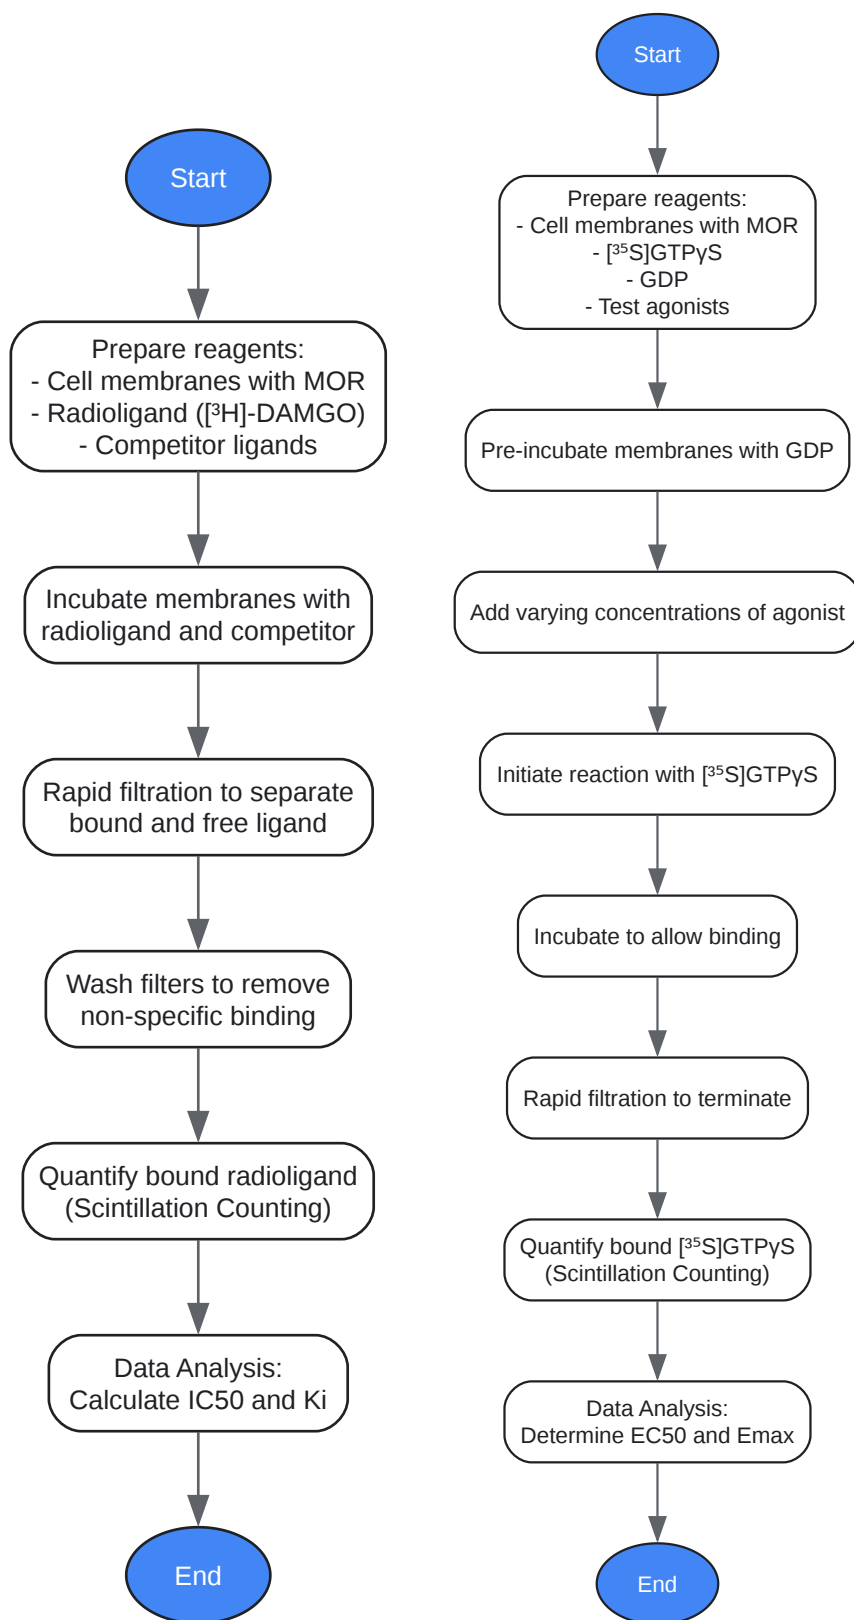 Start
Prepare reagents:
- Cell membranes with MOR
- Radioligand ([³H]-DAMGO)
- Competitor ligands
Incubate membranes with
radioligand and competitor
Rapid filtration to separate
bound and free ligand
Wash filters to remove
non-specific binding
Quantify bound radioligand
(Scintillation Counting)
Data Analysis:
Calculate IC50 and Ki
End
Start
Prepare reagents:
- Cell membranes with MOR
- [³⁵S]GTPγS
- GDP
- Test agonists
Pre-incubate membranes with GDP
Add varying concentrations of agonist
Initiate reaction with [³⁵S]GTPγS
Incubate to allow binding
Rapid filtration to terminate
Quantify bound [³⁵S]GTPγS
(Scintillation Counting)
Data Analysis:
Determine EC50 and Emax
End